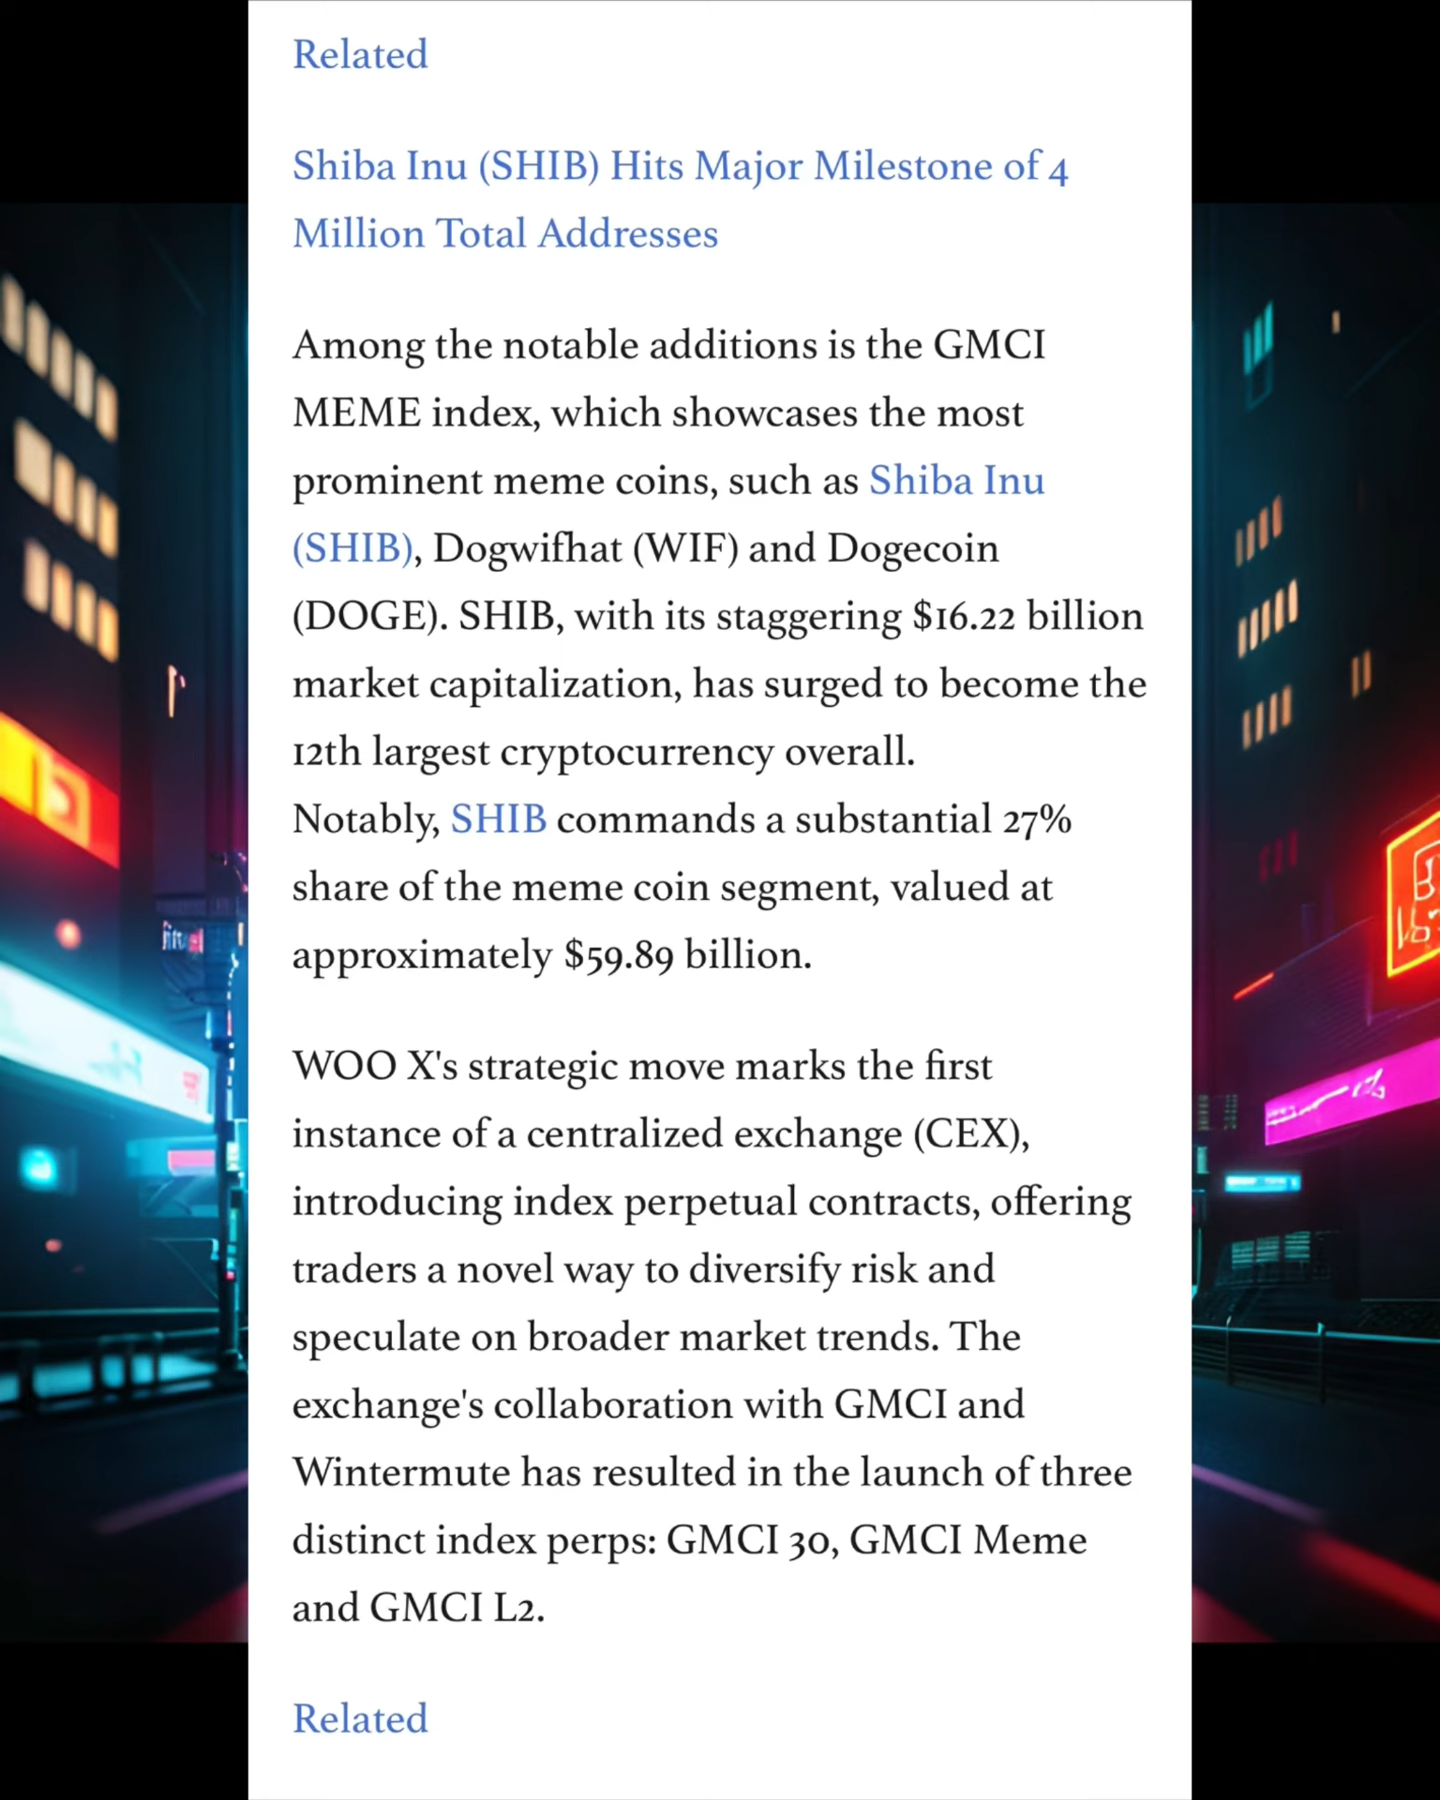 Related
Shiba Inu (SHIB) Hits Major Milestone of 4
Million Total Addresses
Among the notable additions is the GMCI
MEME index, which showcases the most
prominent meme coins, such as Shiba Inu
(SHIB), Dogwifhat (WIF) and Dogecoin
(DOGE). SHIB, with its staggering $16.22 billion
market capitalization, has surged to become the
12th largest cryptocurrency overall.
Notably, SHIB commands a substantial 27%
share of the meme coin segment, valued at
approximately $59.89 billion.
WOO X's strategic move marks the first
instance of a centralized exchange (CEX),
introducing index perpetual contracts, offering
traders a novel way to diversify risk and
speculate on broader market trends. The
exchange's collaboration with GMCI and
Wintermute has resulted in the launch of three
distinct index perps: GMCI 30, GMCI Meme
and GMCI L2.
Related